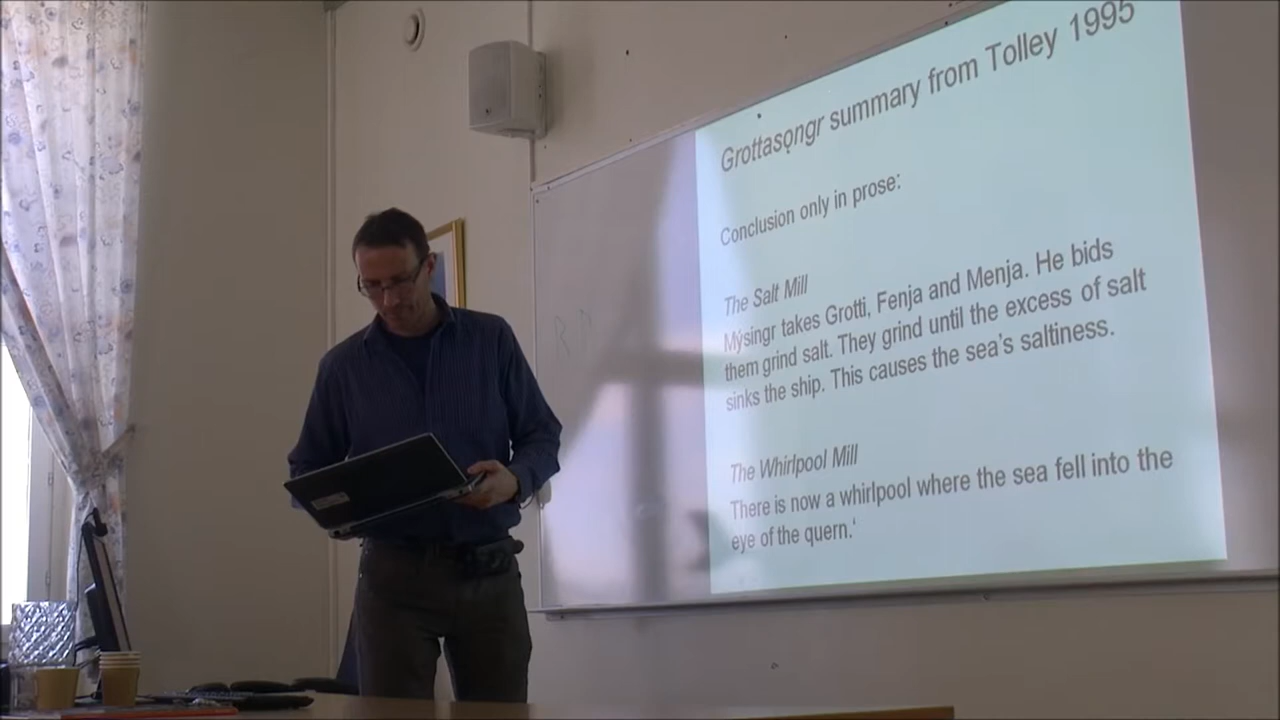 Grottasǫngr summary from Tolley 1995
Conclusion only in prose:
The Salt Mill
Mýsingr takes Grotti, Fenja and Menja. He bids
them grind salt. They grind until the excess of salt
sinks the ship. This causes the sea's saltiness.
The Whirlpool Mill
There is now a whirlpool where the sea fell into the
eye of the quern.‘